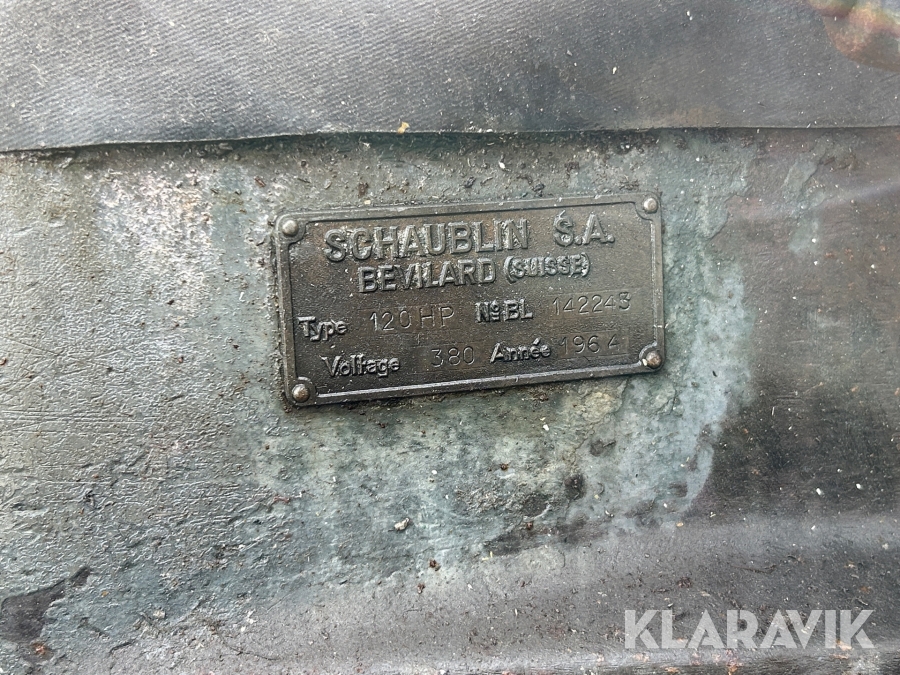 SCHAUBLIN S.A.
BEVILARD (SUISSE)
Type 120 HP No BL 142243
Voltage 380 Année 1964
KLARAVIK